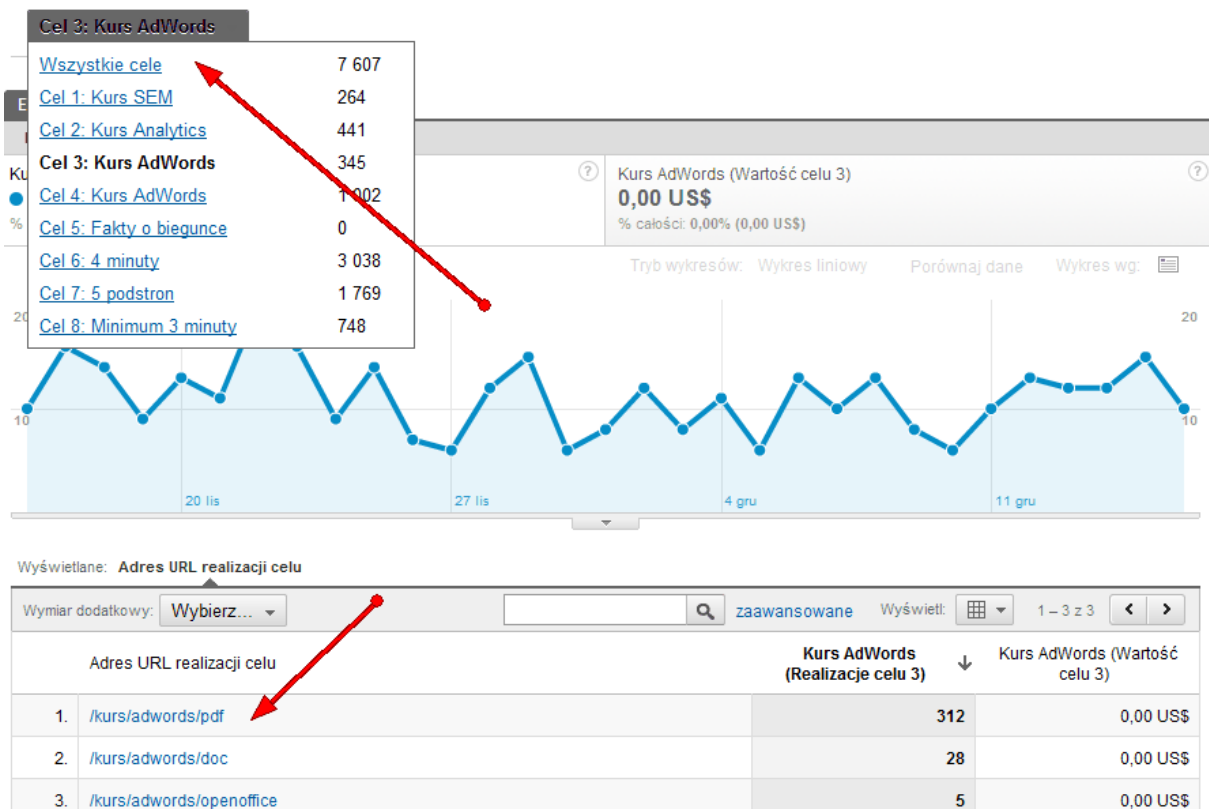 Cel 3: Kurs AdWords
Wszystkie cele 7 607
Cel 1: Kurs SEM 264
Cel 2: Kurs Analytics 441
Cel 3: Kurs AdWords 345
Cel 4: Kurs AdWords 1 002
Cel 5: Fakty o biegunce 0
Cel 6: 4 minuty 3 038
Cel 7: 5 podstron 1 769
Cel 8: Minimum 3 minuty 748
E
Ku
%
?
Kurs AdWords (Wartość celu 3)
?
0,00 US$
% całości: 0,00% (0,00 US$)
Tryb wykresów: Wykres liniowy Porównaj dane Wykres wg:
20 20
10 10
20 lis 27 lis 4 gru 11 gru
Wyświetlane: Adres URL realizacji celu
Wymiar dodatkowy: Wybierz... zaawansowane Wyświetl: 1 – 3 z 3
Adres URL realizacji celu
Kurs AdWords
(Realizacje celu 3)
Kurs AdWords (Wartość
celu 3)
1. /kurs/adwords/pdf 312 0,00 US$
2. /kurs/adwords/doc 28 0,00 US$
3. /kurs/adwords/openoffice 5 0,00 US$